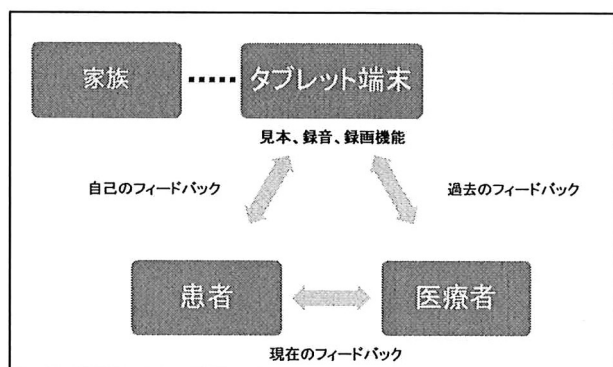 家族
タブレット端末
見本、録音、録画機能
自己のフィードバック
過去のフィードバック
患者
医療者
現在のフィードバック